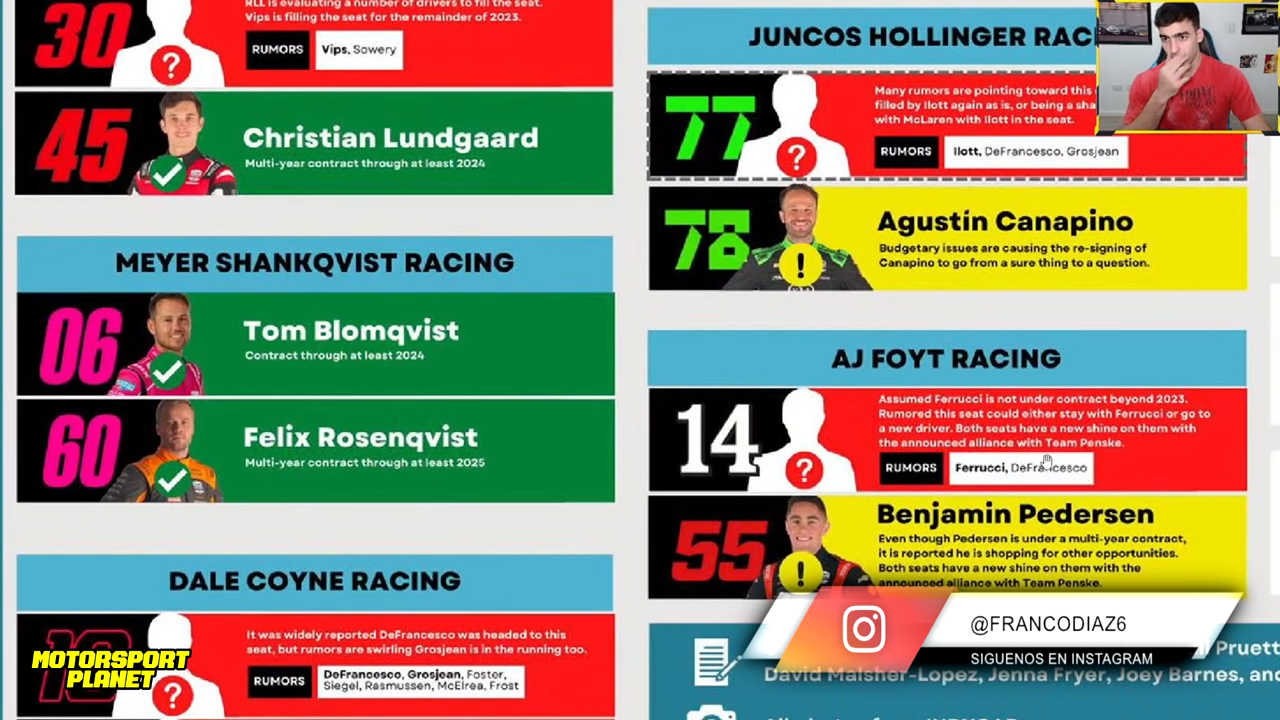 RLL is evaluating a number of drivers to fill the seat.
Vips is filling the seat for the remainder of 2023.
30
?
RUMORS
Vips, Sowery
45
Christian Lundgaard
Multi-year contract through at least 2024
MEYER SHANKQVIST RACING
06
Tom Blomqvist
Contract through at least 2024
60
Felix Rosenqvist
Multi-year contract through at least 2025
DALE COYNE RACING
It was widely reported DeFrancesco was headed to this
seat, but rumors are swirling Grosjean is in the running too.
18
?
RUMORS
DeFrancesco, Grosjean, Foster,
Siegel, Rasmussen, McElrea, Frost
MOTORSPORT
PLANET
JUNCOS HOLLINGER RAC
77
?
Many rumors are pointing toward this
filled by Ilott again as is, or being a sha
with McLaren with Ilott in the seat.
RUMORS
Ilott, DeFrancesco, Grosjean
78
!
Agustín Canapino
Budgetary issues are causing the re-signing of
Canapino to go from a sure thing to a question.
AJ FOYT RACING
14
?
Assumed Ferrucci is not under contract beyond 2023.
Rumored this seat could either stay with Ferrucci or go to
a new driver. Both seats have a new shine on them with
the announced alliance with Team Penske.
RUMORS
Ferrucci, DeFrancesco
55
!
Benjamin Pedersen
Even though Pedersen is under a multi-year contract,
it is reported he is shopping for other opportunities.
Both seats have a new shine on them with the
announced alliance with Team Penske.
@FRANCODIAZ6
SIGUENOS EN INSTAGRAM
Pruett
David Malsher-Lopez, Jenna Fryer, Joey Barnes, and